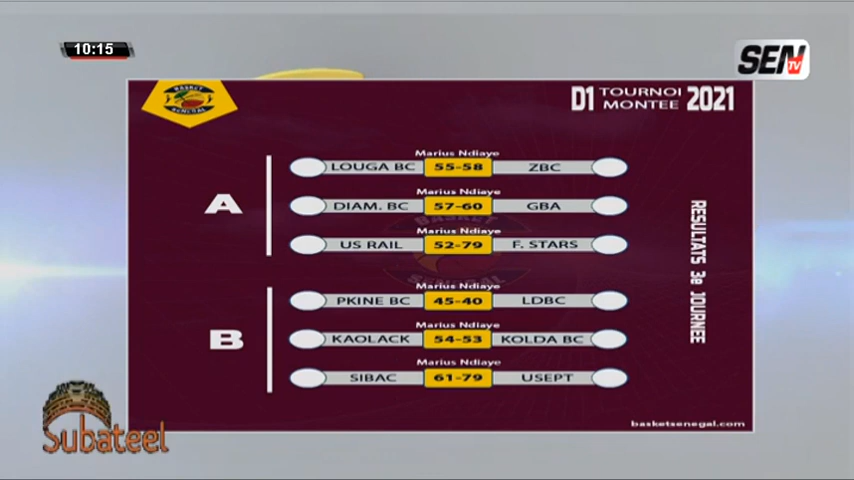 10:15
SEN TV
BASKET
SENEGAL
D1 TOURNOI MONTEE 2021
A
Marius Ndiaye
LOUGA BC 55-58 ZBC
Marius Ndiaye
DIAM. BC 57-60 GBA
Marius Ndiaye
US RAIL 52-79 F. STARS
B
Marius Ndiaye
PKINE BC 45-40 LDBC
Marius Ndiaye
KAOLACK 54-53 KOLDA BC
Marius Ndiaye
SIBAC 61-79 USEPT
RESULTATS 3e JOURNEE
basketsenegal.com
Subateel